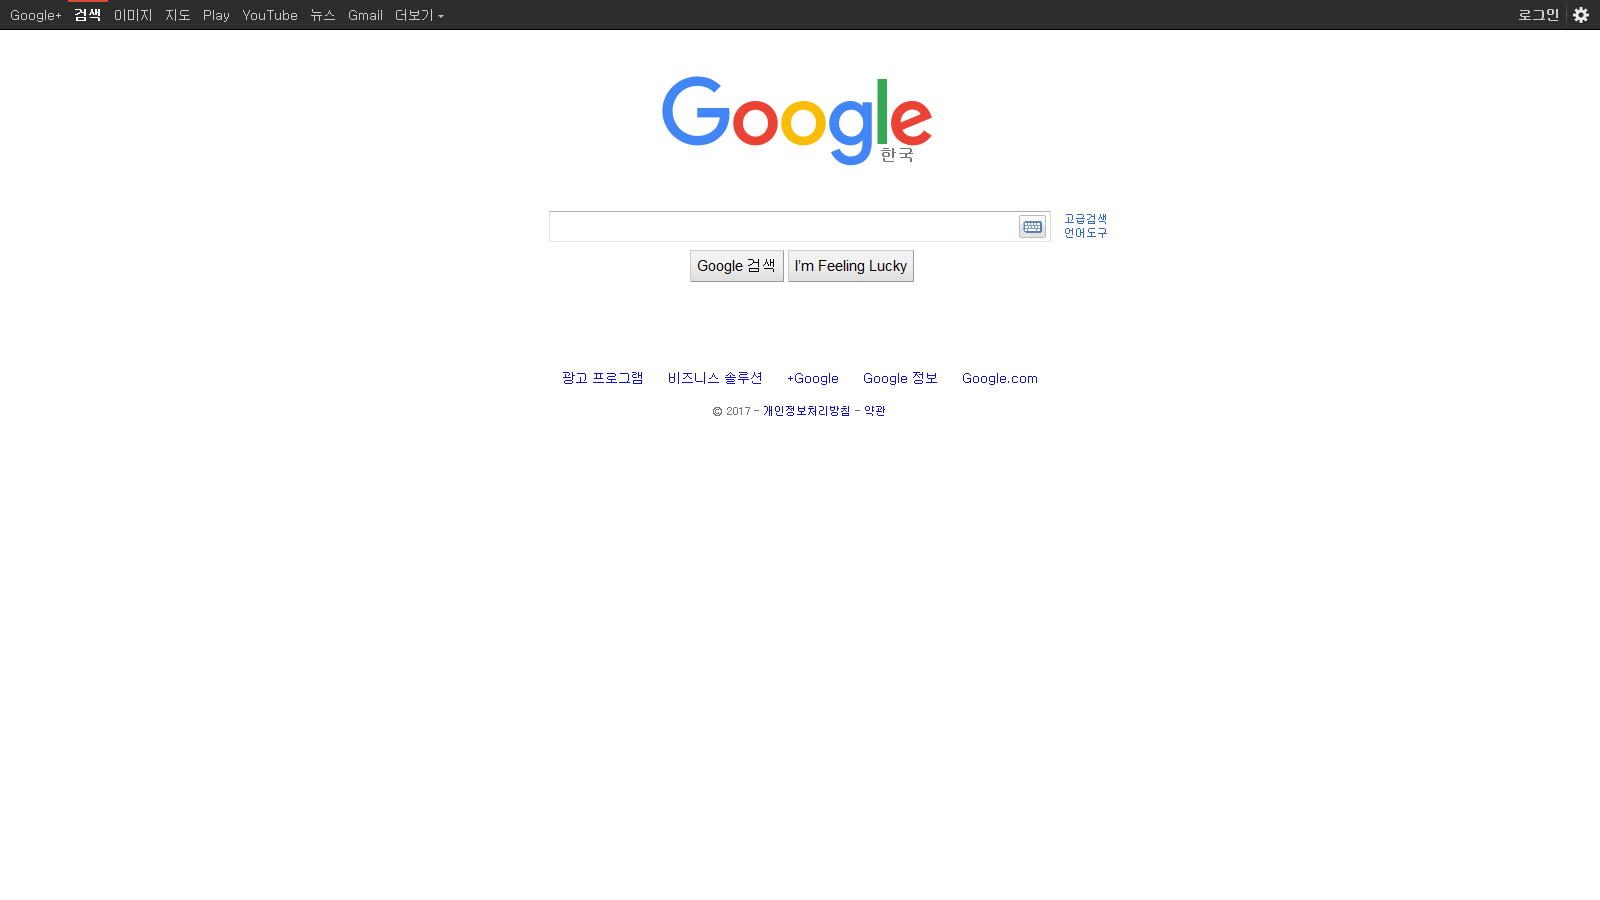 Google+ 검색 이미지 지도 Play YouTube 뉴스 Gmail 더보기 로그인
Google
한국
고급검색
언어도구
Google 검색 I'm Feeling Lucky
광고 프로그램 비즈니스 솔루션 +Google Google 정보 Google.com
© 2017 - 개인정보처리방침 - 약관